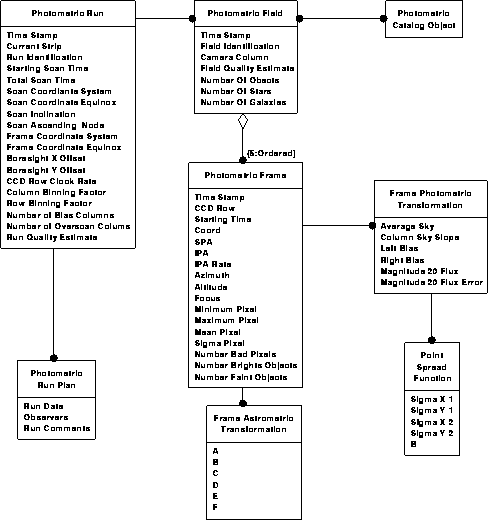 Photometric Run
Time Stamp
Current Strip
Run Identification
Starting Scan Time
Total Scan Time
Scan Coordiante System
Scan Coordinate Equinox
Scan Inclination
Scan Ascending Node
Frame Coordinate System
Frame Coordinate Equinox
Boresight X Offset
Boresight Y Offset
CCD Row Clock Rate
Column Binning Factor
Row Binning Factor
Number of Bias Columns
Number of Overscan Colums
Run Quality Estimate
Photometric Field
Time Stamp
Field Identification
Camera Column
Field Quality Estimate
Number Of Obects
Number Of Stars
Number Of Galaxies
Photometric
Catalog Object
{5:Ordered}
Photometric Frame
Time Stamp
CCD Row
Starting Time
Coord
SPA
IPA
IPA Rate
Azimuth
Altitude
Focus
Minimum Pixel
Maximum Pixel
Mean Pixel
Sigma Pixel
Number Bad Pixels
Number Brights Objects
Number Faint Objects
Frame Photometric
Transformation
Average Sky
Column Sky Slope
Left Bias
Right Bias
Magnitude 20 Flux
Magnitude 20 Flux Error
Photometric
Run Plan
Run Data
Observers
Run Comments
Point
Spread
Function
Sigma X 1
Sigma Y 1
Sigma X 2
Sigma Y 2
B
Frame Astrometric
Transformation
A
B
C
D
E
F